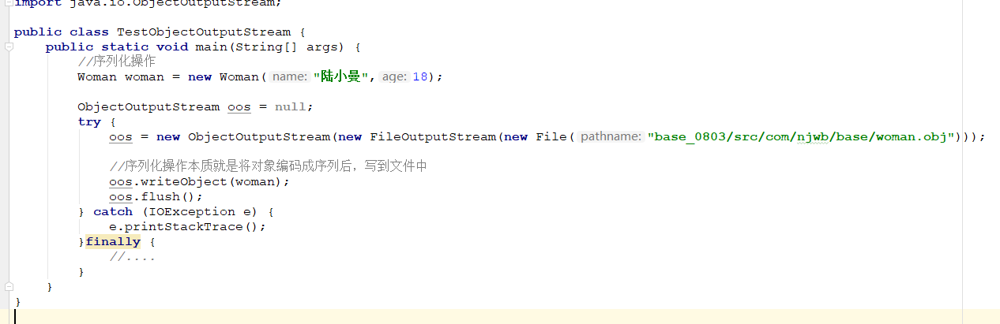 import java.io.ObjectOutputStream;
public class TestObjectOutputStream {
public static void main(String[] args) {
//序列化操作
Woman woman = new Woman( name: "陆小曼", age: 18);
ObjectOutputStream oos = null;
try {
oos = new ObjectOutputStream(new FileOutputStream(new File( pathname: "base_0803/src/com/njwb/base/woman.obj")));
//序列化操作本质就是将对象编码成序列后，写到文件中
oos.writeObject(woman);
oos.flush();
} catch (IOException e) {
e.printStackTrace();
}finally {
//....
}
}
}